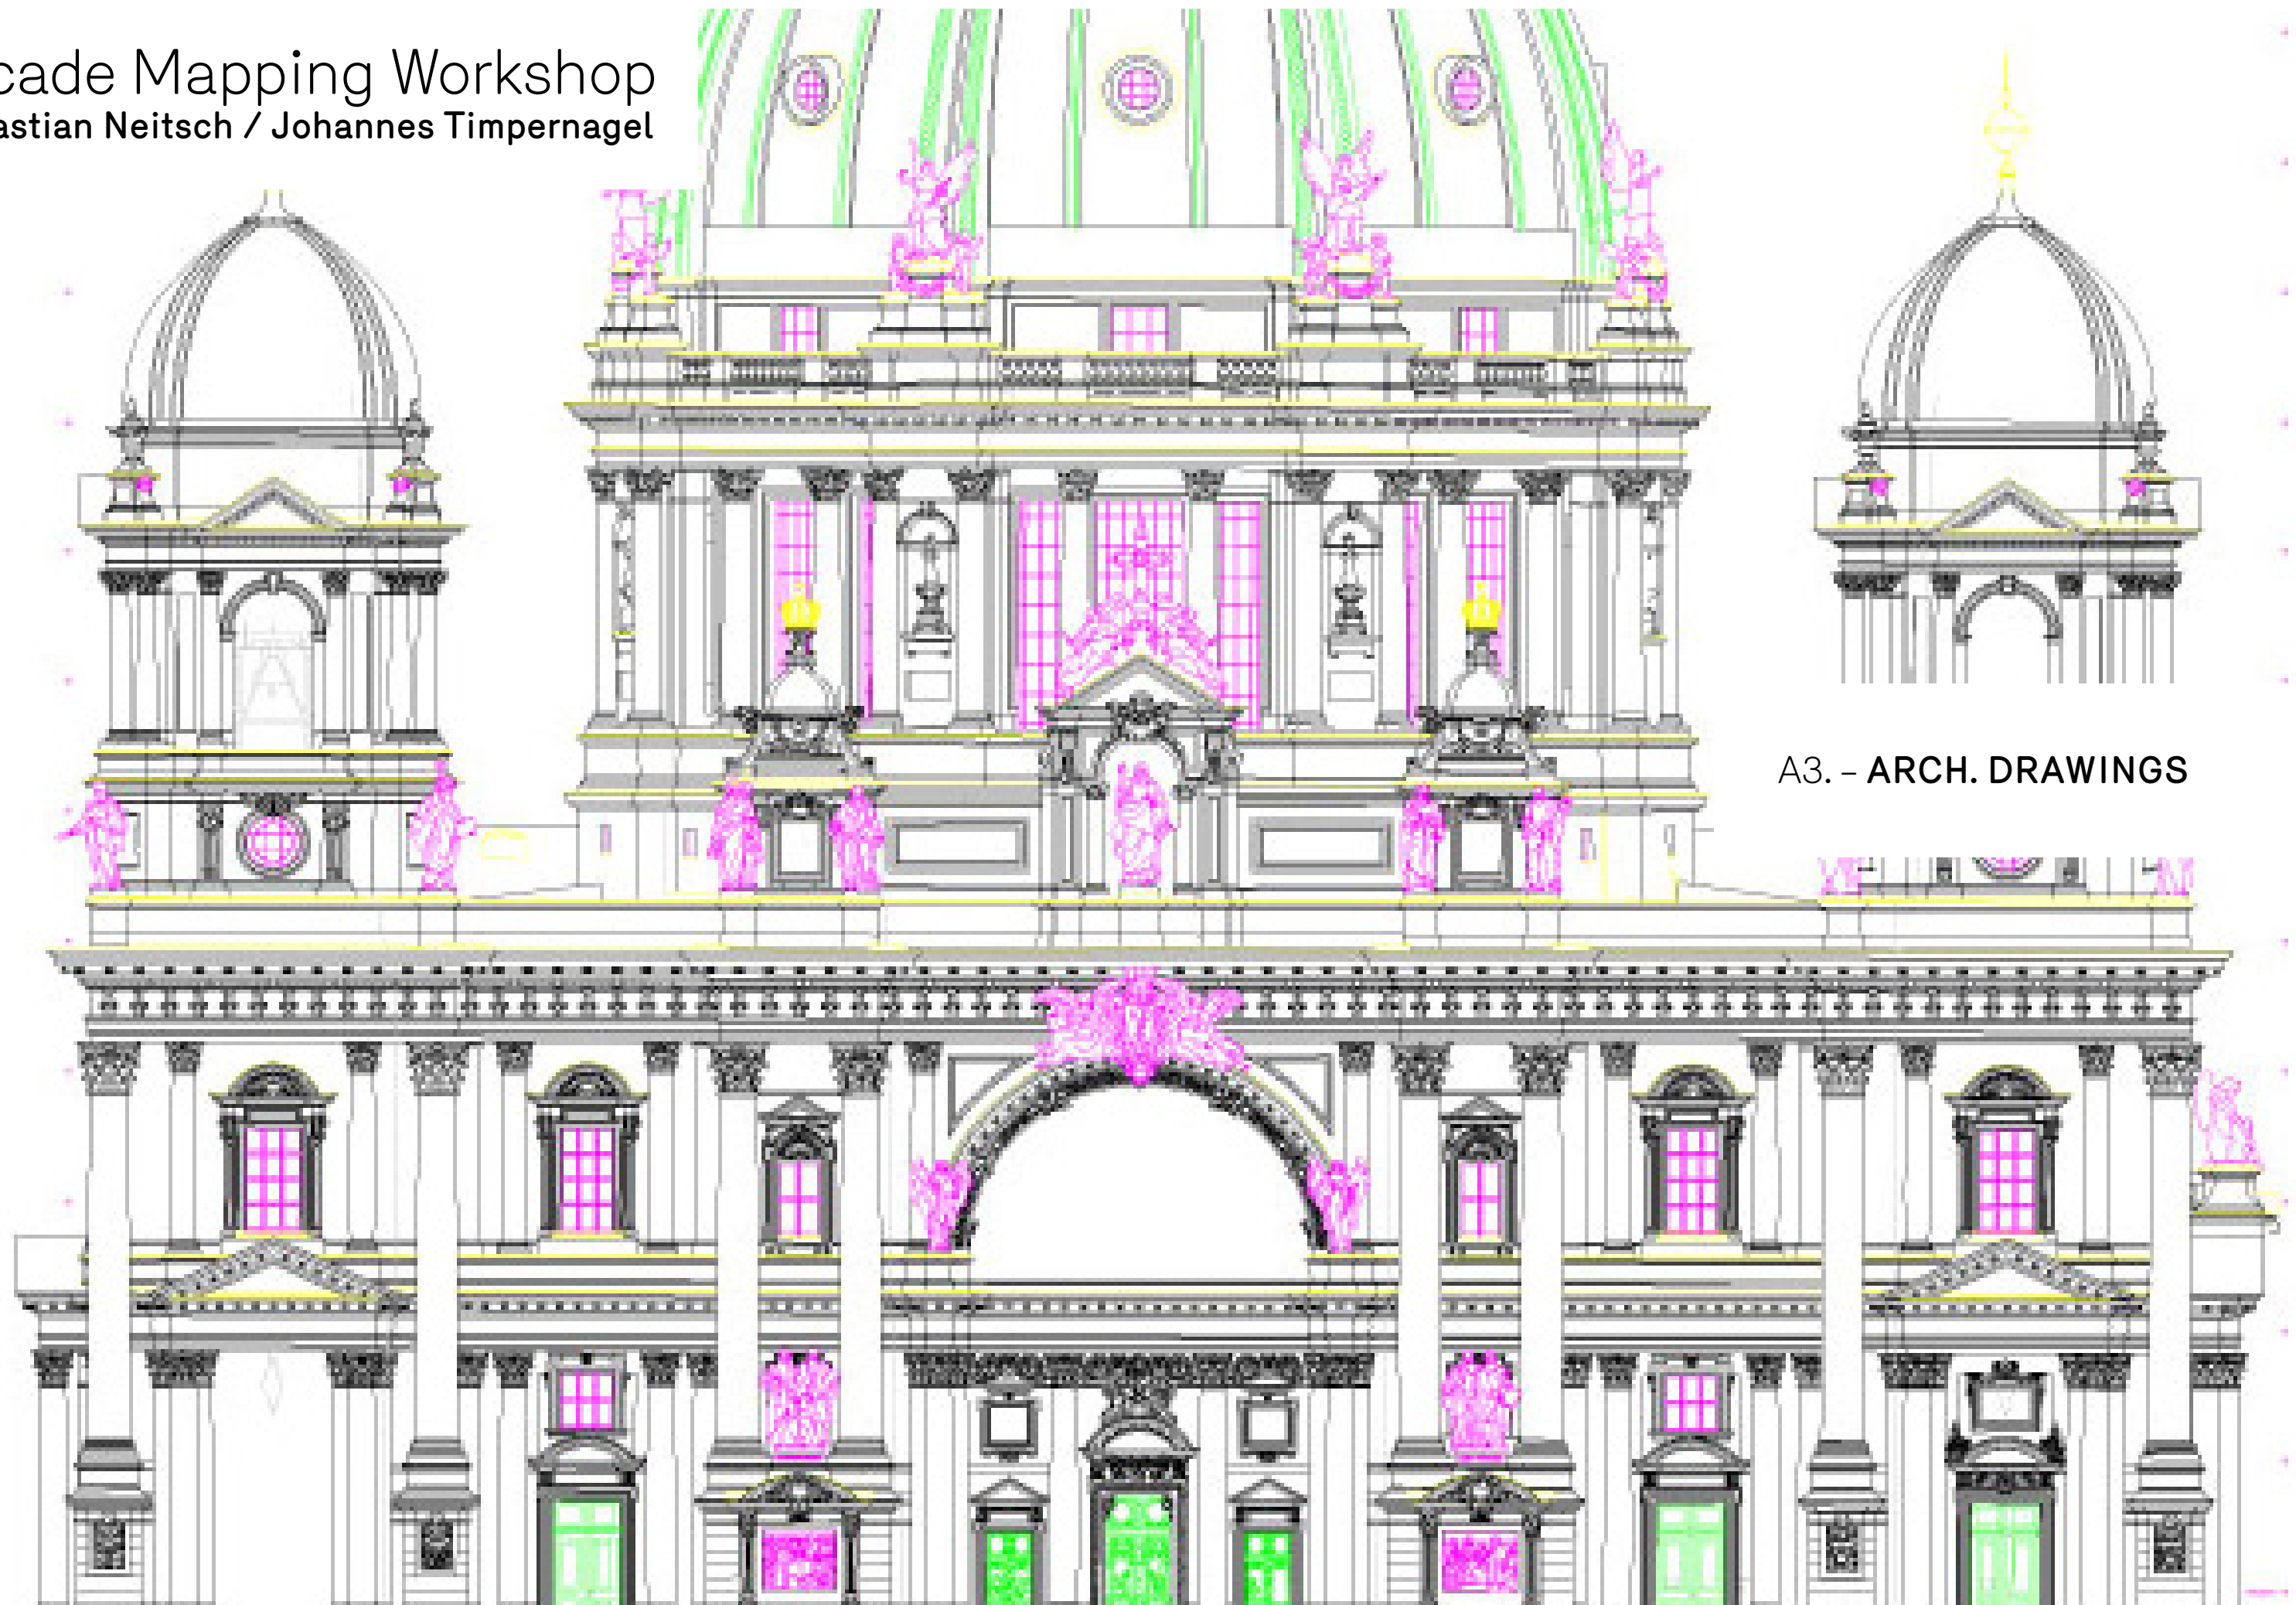 cade Mapping Workshop
astian Neitsch / Johannes Timpernagel
A3. – ARCH. DRAWINGS